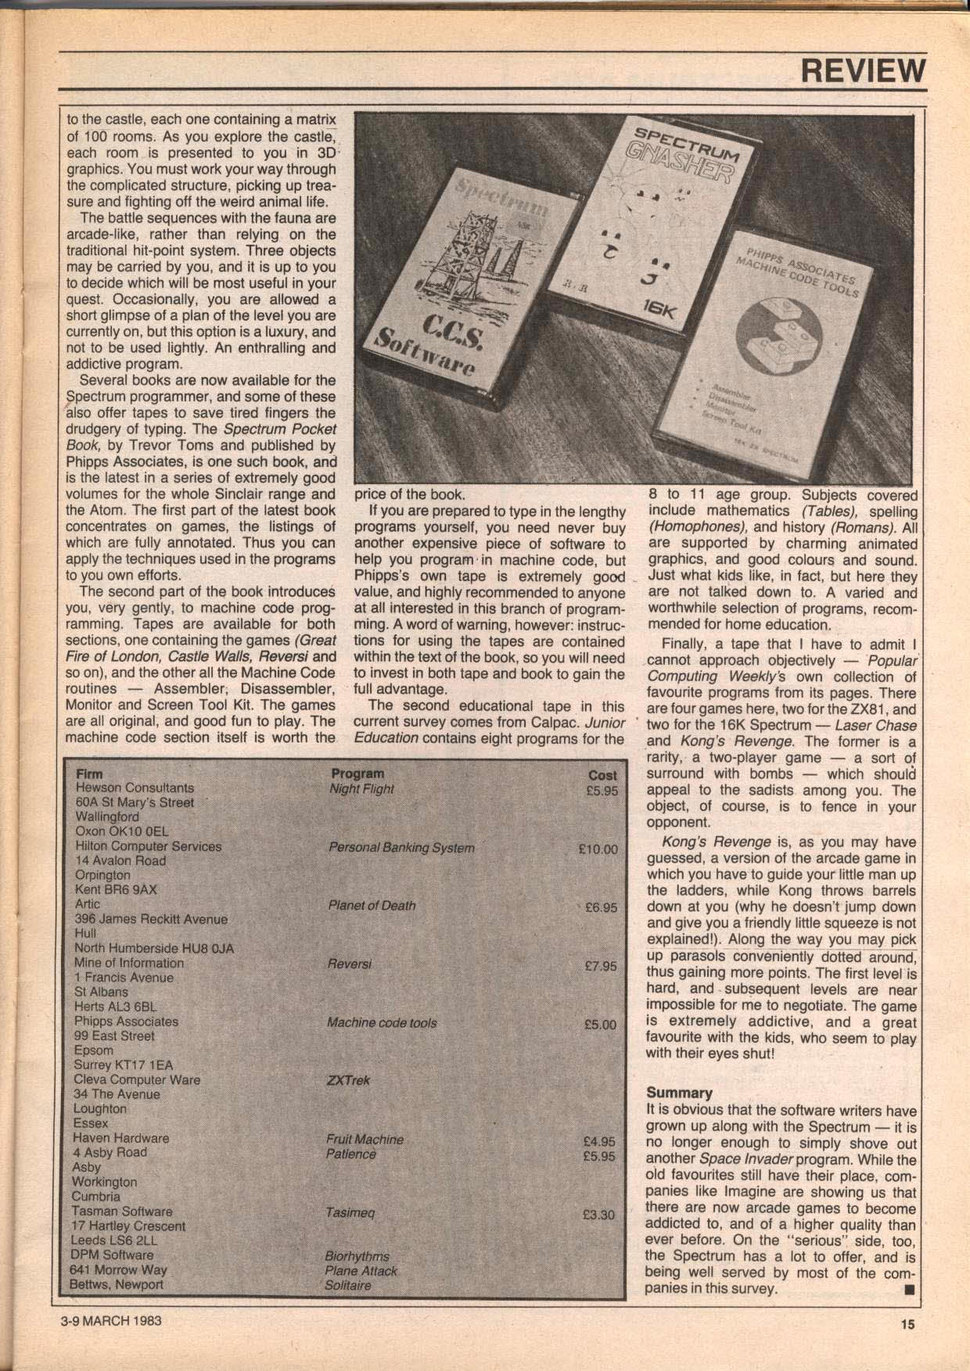 REVIEW
to the castle, each one containing a matrix
of 100 rooms. As you explore the castle,
each room is presented to you in 3D
graphics. You must work your way through
the complicated structure, picking up trea-
sure and fighting off the weird animal life.
The battle sequences with the fauna are
arcade-like, rather than relying on the
traditional hit-point system. Three objects
may be carried by you, and it is up to you
to decide which will be most useful in your
quest. Occasionally, you are allowed a
short glimpse of a plan of the level you are
currently on, but this option is a luxury, and
not to be used lightly. An enthralling and
addictive program.
Several books are now available for the
Spectrum programmer, and some of these
also offer tapes to save tired fingers the
drudgery of typing. The Spectrum Pocket
Book, by Trevor Toms and published by
Phipps Associates, is one such book, and
is the latest in a series of extremely good
volumes for the whole Sinclair range and
the Atom. The first part of the latest book
concentrates on games, the listings of
which are fully annotated. Thus you can
apply the techniques used in the programs
to you own efforts.
The second part of the book introduces
you, very gently, to machine code prog-
ramming. Tapes are available for both
sections, one containing the games (Great
Fire of London, Castle Walls, Reversi and
so on), and the other all the Machine Code
routines — Assembler, Disassembler,
Monitor and Screen Tool Kit. The games
are all original, and good fun to play. The
machine code section itself is worth the
Spectrum
48K
C.C.S.
Software
SPECTRUM
GNASHER
R&R
16K
PHIPPS ASSOCIATES
MACHINE CODE TOOLS
Assembler
Disassembler
Monitor
Screen Tool Kit
SPECTRUM
price of the book.
If you are prepared to type in the lengthy
programs yourself, you need never buy
another expensive piece of software to
help you program in machine code, but
Phipps's own tape is extremely good
value, and highly recommended to anyone
at all interested in this branch of program-
ming. A word of warning, however: instruc-
tions for using the tapes are contained
within the text of the book, so you will need
to invest in both tape and book to gain the
full advantage.
The second educational tape in this
current survey comes from Calpac. Junior
Education contains eight programs for the
8 to 11 age group. Subjects covered
include mathematics (Tables), spelling
(Homophones), and history (Romans). All
are supported by charming animated
graphics, and good colours and sound.
Just what kids like, in fact, but here they
are not talked down to. A varied and
worthwhile selection of programs, recom-
mended for home education.
Finally, a tape that I have to admit I
cannot approach objectively — Popular
Computing Weekly's own collection of
favourite programs from its pages. There
are four games here, two for the ZX81, and
two for the 16K Spectrum — Laser Chase
and Kong's Revenge. The former is a
rarity, a two-player game — a sort of
surround with bombs — which should
appeal to the sadists among you. The
object, of course, is to fence in your
opponent.
Kong's Revenge is, as you may have
guessed, a version of the arcade game in
which you have to guide your little man up
the ladders, while Kong throws barrels
down at you (why he doesn't jump down
and give you a friendly little squeeze is not
explained!). Along the way you may pick
up parasols conveniently dotted around,
thus gaining more points. The first level is
hard, and subsequent levels are near
impossible for me to negotiate. The game
is extremely addictive, and a great
favourite with the kids, who seem to play
with their eyes shut!
Summary
It is obvious that the software writers have
grown up along with the Spectrum — it is
no longer enough to simply shove out
another Space Invader program. While the
old favourites still have their place, com-
panies like Imagine are showing us that
there are now arcade games to become
addicted to, and of a higher quality than
ever before. On the "serious" side, too,
the Spectrum has a lot to offer, and is
being well served by most of the com-
panies in this survey. ■
Firm Program Cost
Hewson Consultants Night Flight £5.95
60A St Mary's Street
Wallingford
Oxon OK10 0EL
Hilton Computer Services Personal Banking System £10.00
14 Avalon Road
Orpington
Kent BR6 9AX
Artic Planet of Death £6.95
396 James Reckitt Avenue
Hull
North Humberside HU8 0JA
Mine of Information Reversi £7.95
1 Francis Avenue
St Albans
Herts AL3 6BL
Phipps Associates Machine code tools £5.00
99 East Street
Epsom
Surrey KT17 1EA
Cleva Computer Ware ZXTrek
34 The Avenue
Loughton
Essex
Haven Hardware Fruit Machine £4.95
4 Asby Road Patience £5.95
Asby
Workington
Cumbria
Tasman Software Tasimeq £3.30
17 Hartley Crescent
Leeds LS6 2LL
DPM Software Biorhythms
641 Morrow Way Plane Attack
Bettws, Newport Solitaire
3-9 MARCH 1983
15